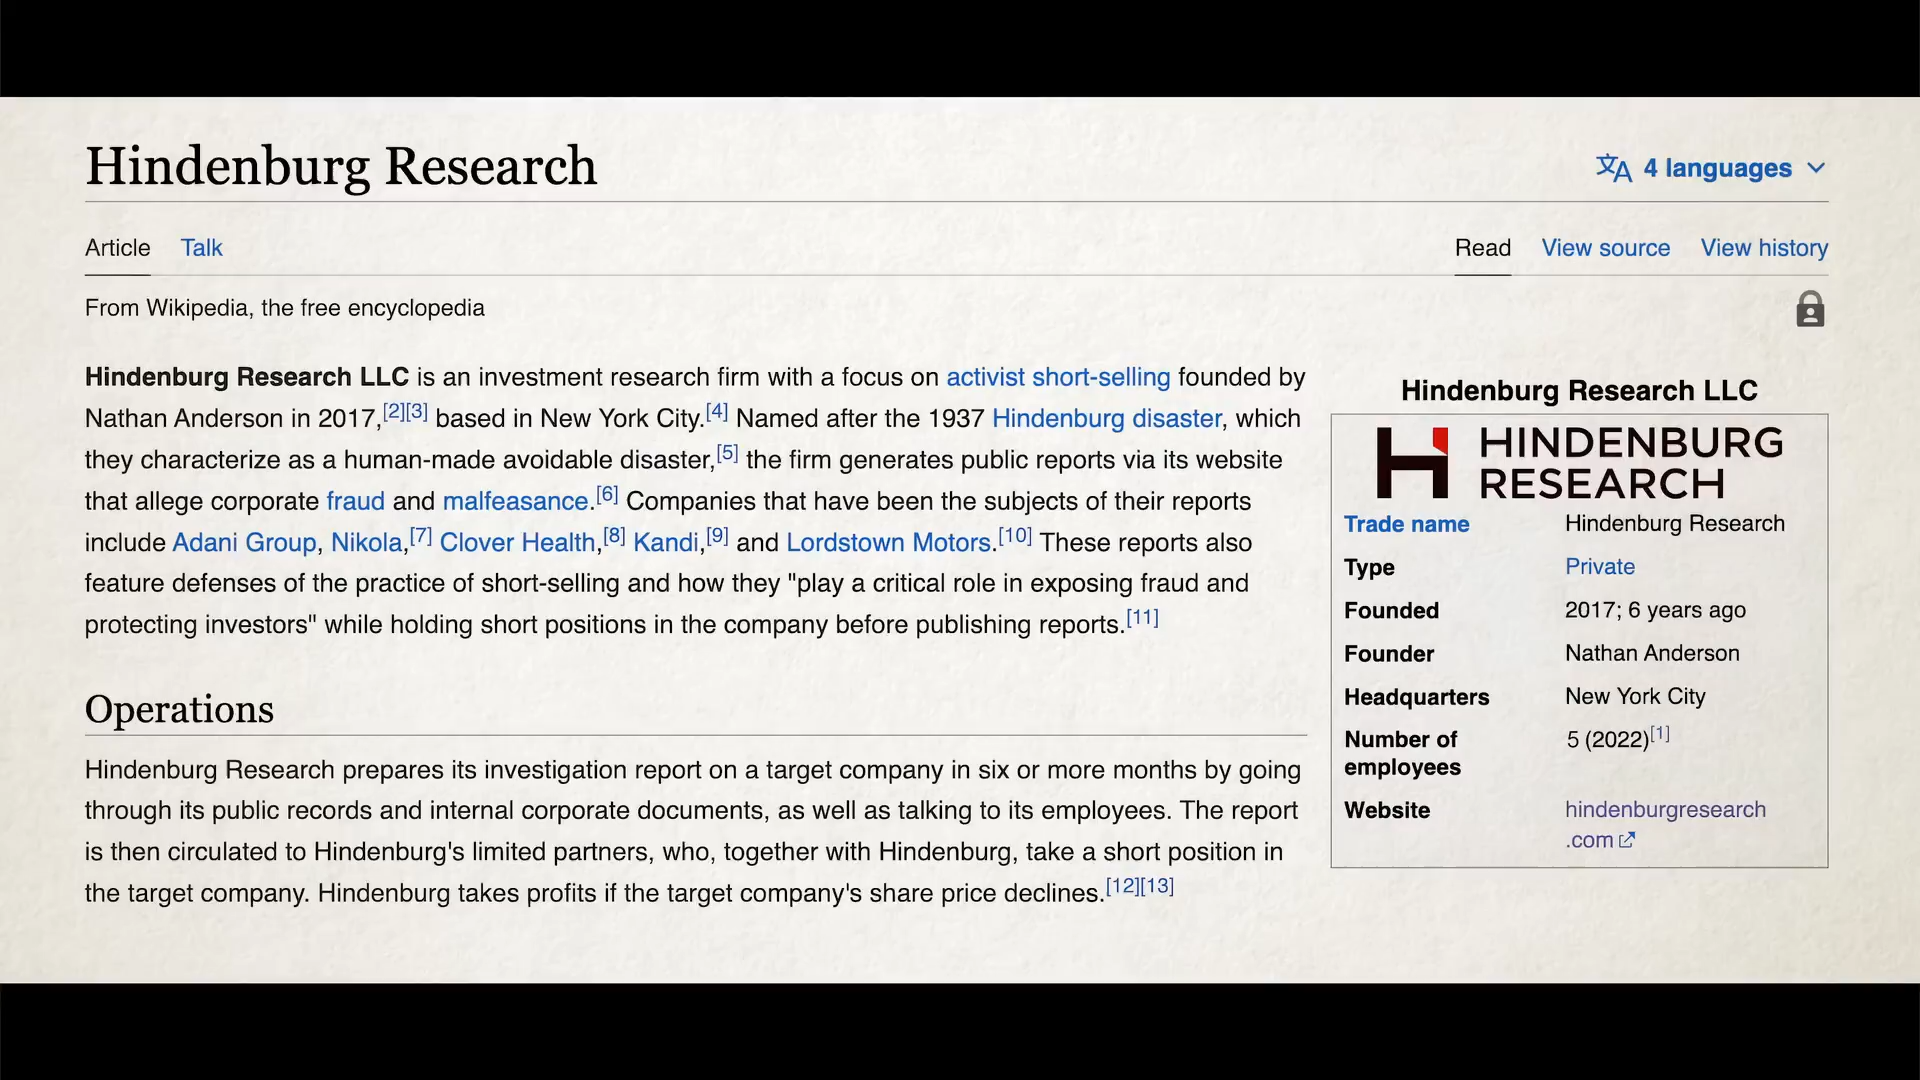 Hindenburg Research
文A 4 languages
Article Talk
Read View source View history
From Wikipedia, the free encyclopedia
Hindenburg Research LLC is an investment research firm with a focus on activist short-selling founded by
Nathan Anderson in 2017,[2][3] based in New York City.[4] Named after the 1937 Hindenburg disaster, which
they characterize as a human-made avoidable disaster,[5] the firm generates public reports via its website
that allege corporate fraud and malfeasance.[6] Companies that have been the subjects of their reports
include Adani Group, Nikola,[7] Clover Health,[8] Kandi,[9] and Lordstown Motors.[10] These reports also
feature defenses of the practice of short-selling and how they "play a critical role in exposing fraud and
protecting investors" while holding short positions in the company before publishing reports.[11]
Operations
Hindenburg Research prepares its investigation report on a target company in six or more months by going
through its public records and internal corporate documents, as well as talking to its employees. The report
is then circulated to Hindenburg's limited partners, who, together with Hindenburg, take a short position in
the target company. Hindenburg takes profits if the target company's share price declines.[12][13]
Hindenburg Research LLC
H HINDENBURG
RESEARCH
Trade name Hindenburg Research
Type Private
Founded 2017; 6 years ago
Founder Nathan Anderson
Headquarters New York City
Number of 5 (2022)[1]
employees
Website hindenburgresearch
.com